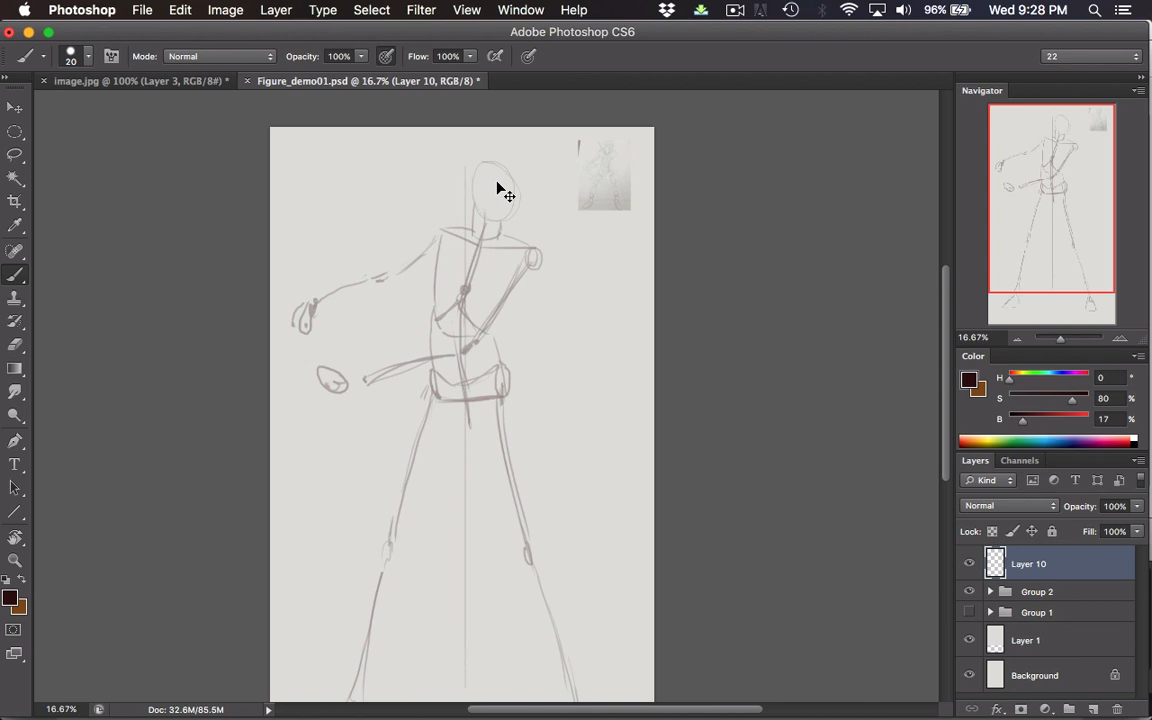 Photoshop File Edit Image Layer Type Select Filter View Window Help 96% Wed 9:28 PM
Adobe Photoshop CS6
20 Mode: Normal Opacity: 100% Flow: 100% 22
image.jpg @ 100% (Layer 3, RGB/8#) * Figure_demo01.psd @ 16.7% (Layer 10, RGB/8) *
Navigator
16.67%
Color
H 0 °
S 80 %
B 17 %
Layers Channels
Kind
Normal Opacity: 100%
Lock: Fill: 100%
Layer 10
Group 2
Group 1
Layer 1
Background
16.67% Doc: 32.6M/85.5M